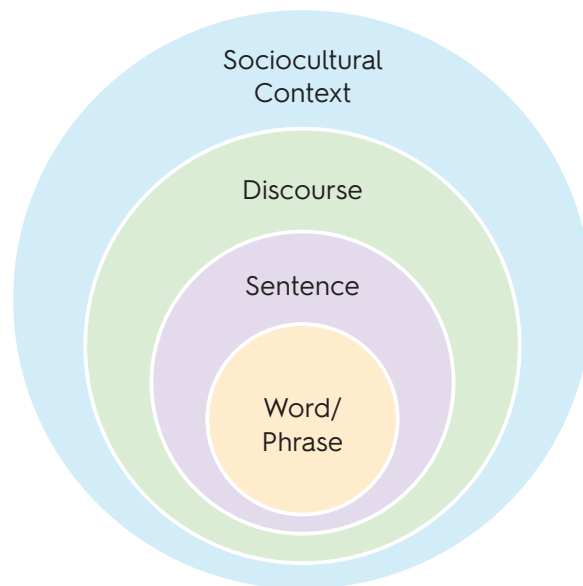 Sociocultural
Context
Discourse
Sentence
Word/
Phrase